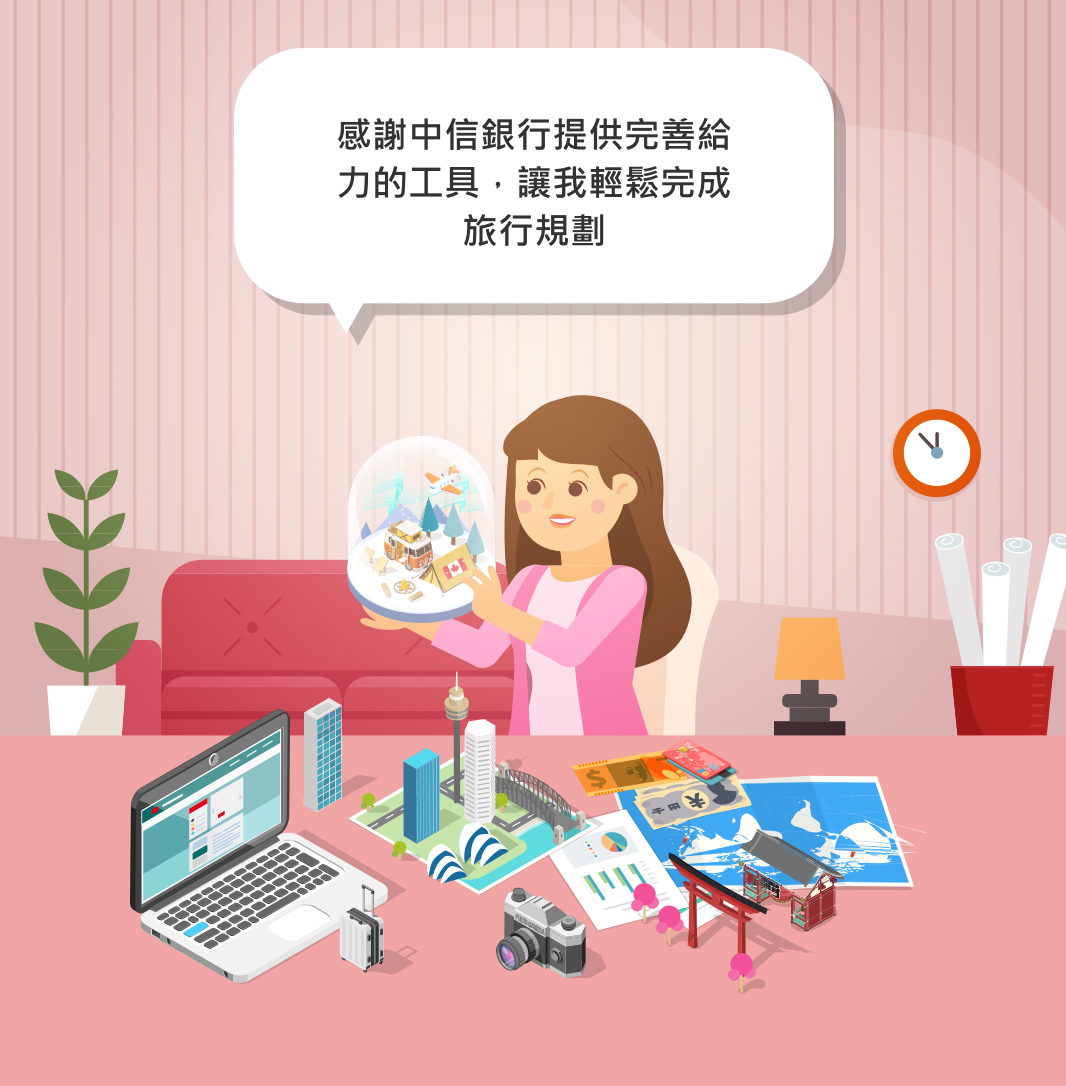 感謝中信銀行提供完善給
力的工具，讓我輕鬆完成
旅行規劃